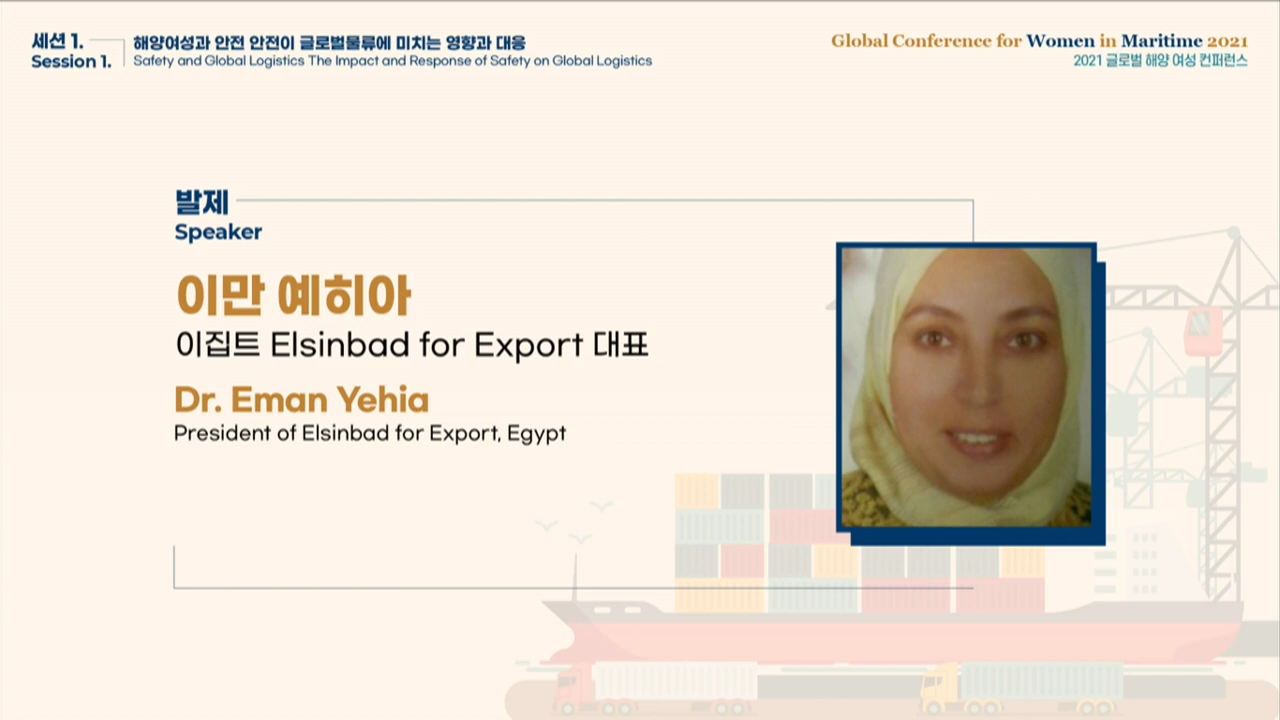 세션 1.
Session 1.
해양여성과 안전 안전이 글로벌물류에 미치는 영향과 대응
Safety and Global Logistics The Impact and Response of Safety on Global Logistics
Global Conference for Women in Maritime 2021
2021 글로벌 해양 여성 컨퍼런스
발제
Speaker
이만 예히아
이집트 Elsinbad for Export 대표
Dr. Eman Yehia
President of Elsinbad for Export, Egypt